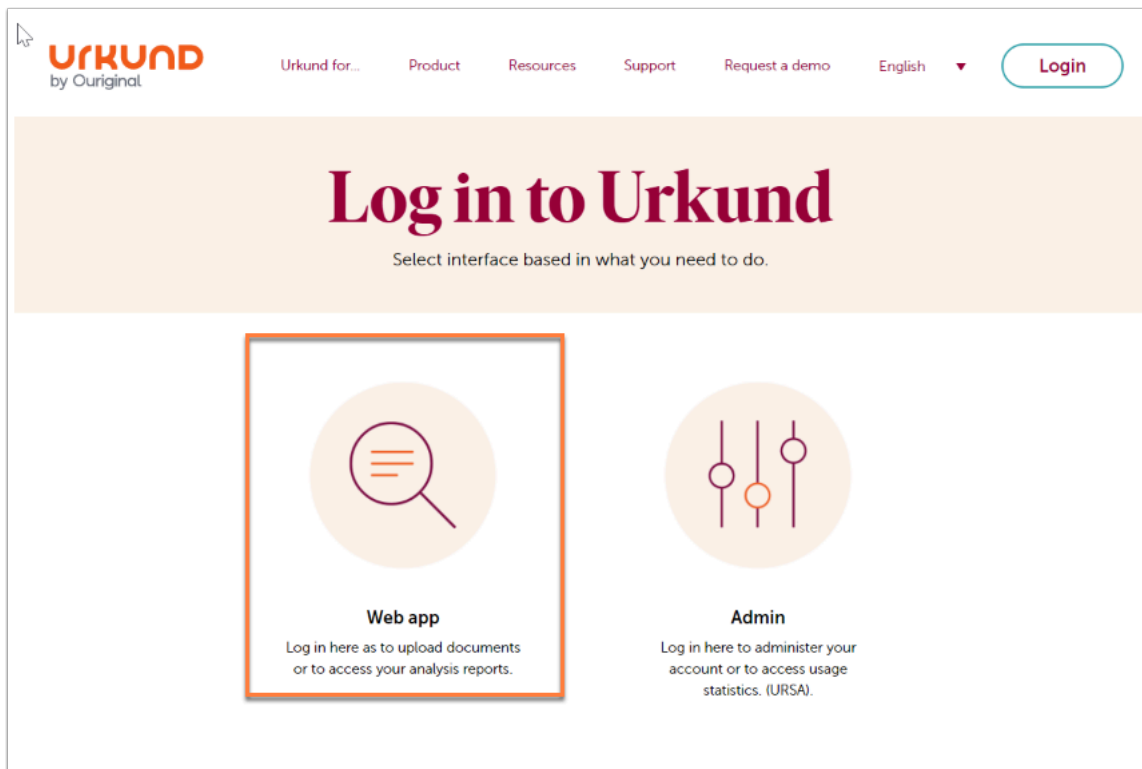 urkund
by Ouriginal
Urkund for... Product Resources Support Request a demo English Login
Log in to Urkund
Select interface based in what you need to do.
Web app
Log in here as to upload documents
or to access your analysis reports.
Admin
Log in here to administer your
account or to access usage
statistics. (URSA).